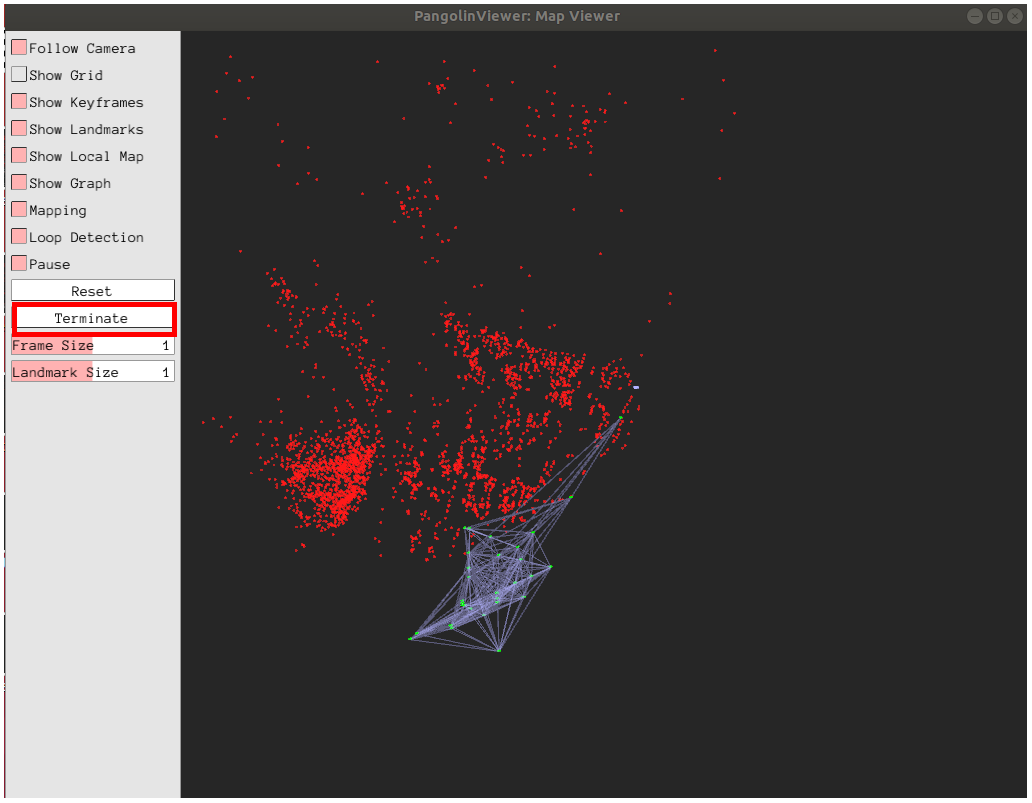 PangolinViewer: Map Viewer
Follow Camera
Show Grid
Show Keyframes
Show Landmarks
Show Local Map
Show Graph
Mapping
Loop Detection
Pause
Reset
Terminate
Frame Size 1
Landmark Size 1